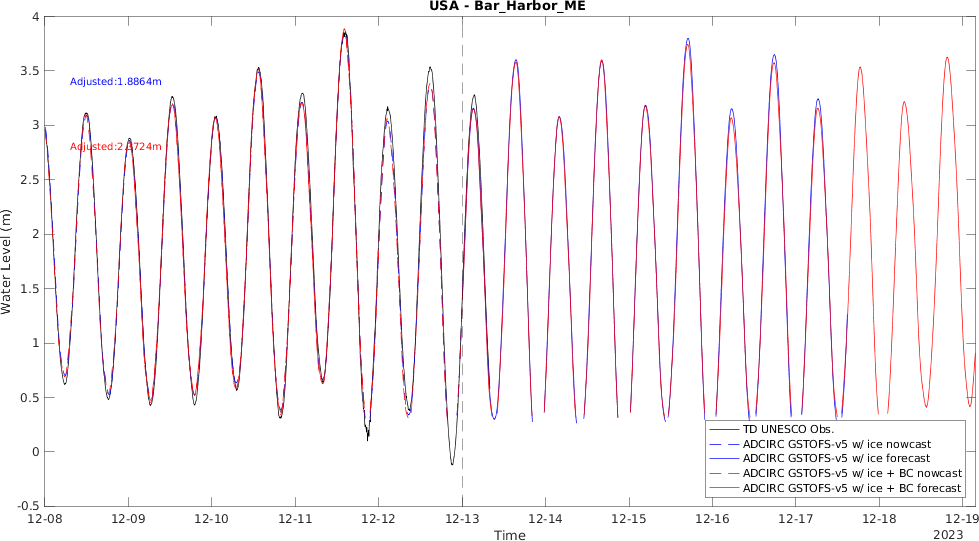 USA - Bar_Harbor_ME
4
3.5
3
2.5
2
1.5
1
0.5
0
-0.5
Water Level (m)
Adjusted:1.8864m
TD UNESCO Obs.
ADCIRC GSTOFS-v5 w/ ice nowcast
ADCIRC GSTOFS-v5 w/ ice forecast
ADCIRC GSTOFS-v5 w/ ice + BC nowcast
ADCIRC GSTOFS-v5 w/ ice + BC forecast
12-08 12-09 12-10 12-11 12-12 12-13 12-14 12-15 12-16 12-17 12-18 12-19
Time
2023